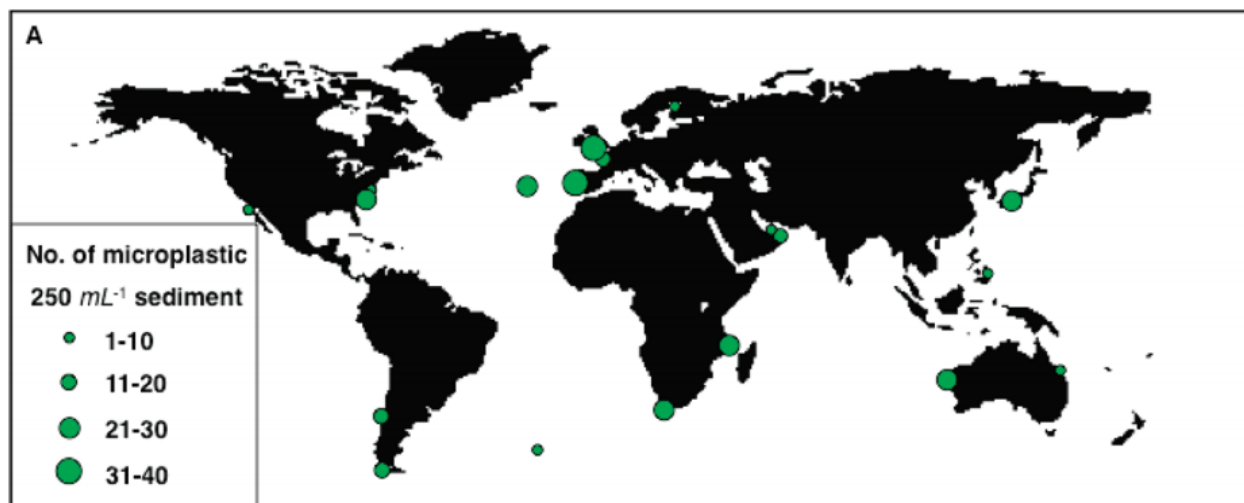 A
No. of microplastic
250 mL⁻¹ sediment
1-10
11-20
21-30
31-40